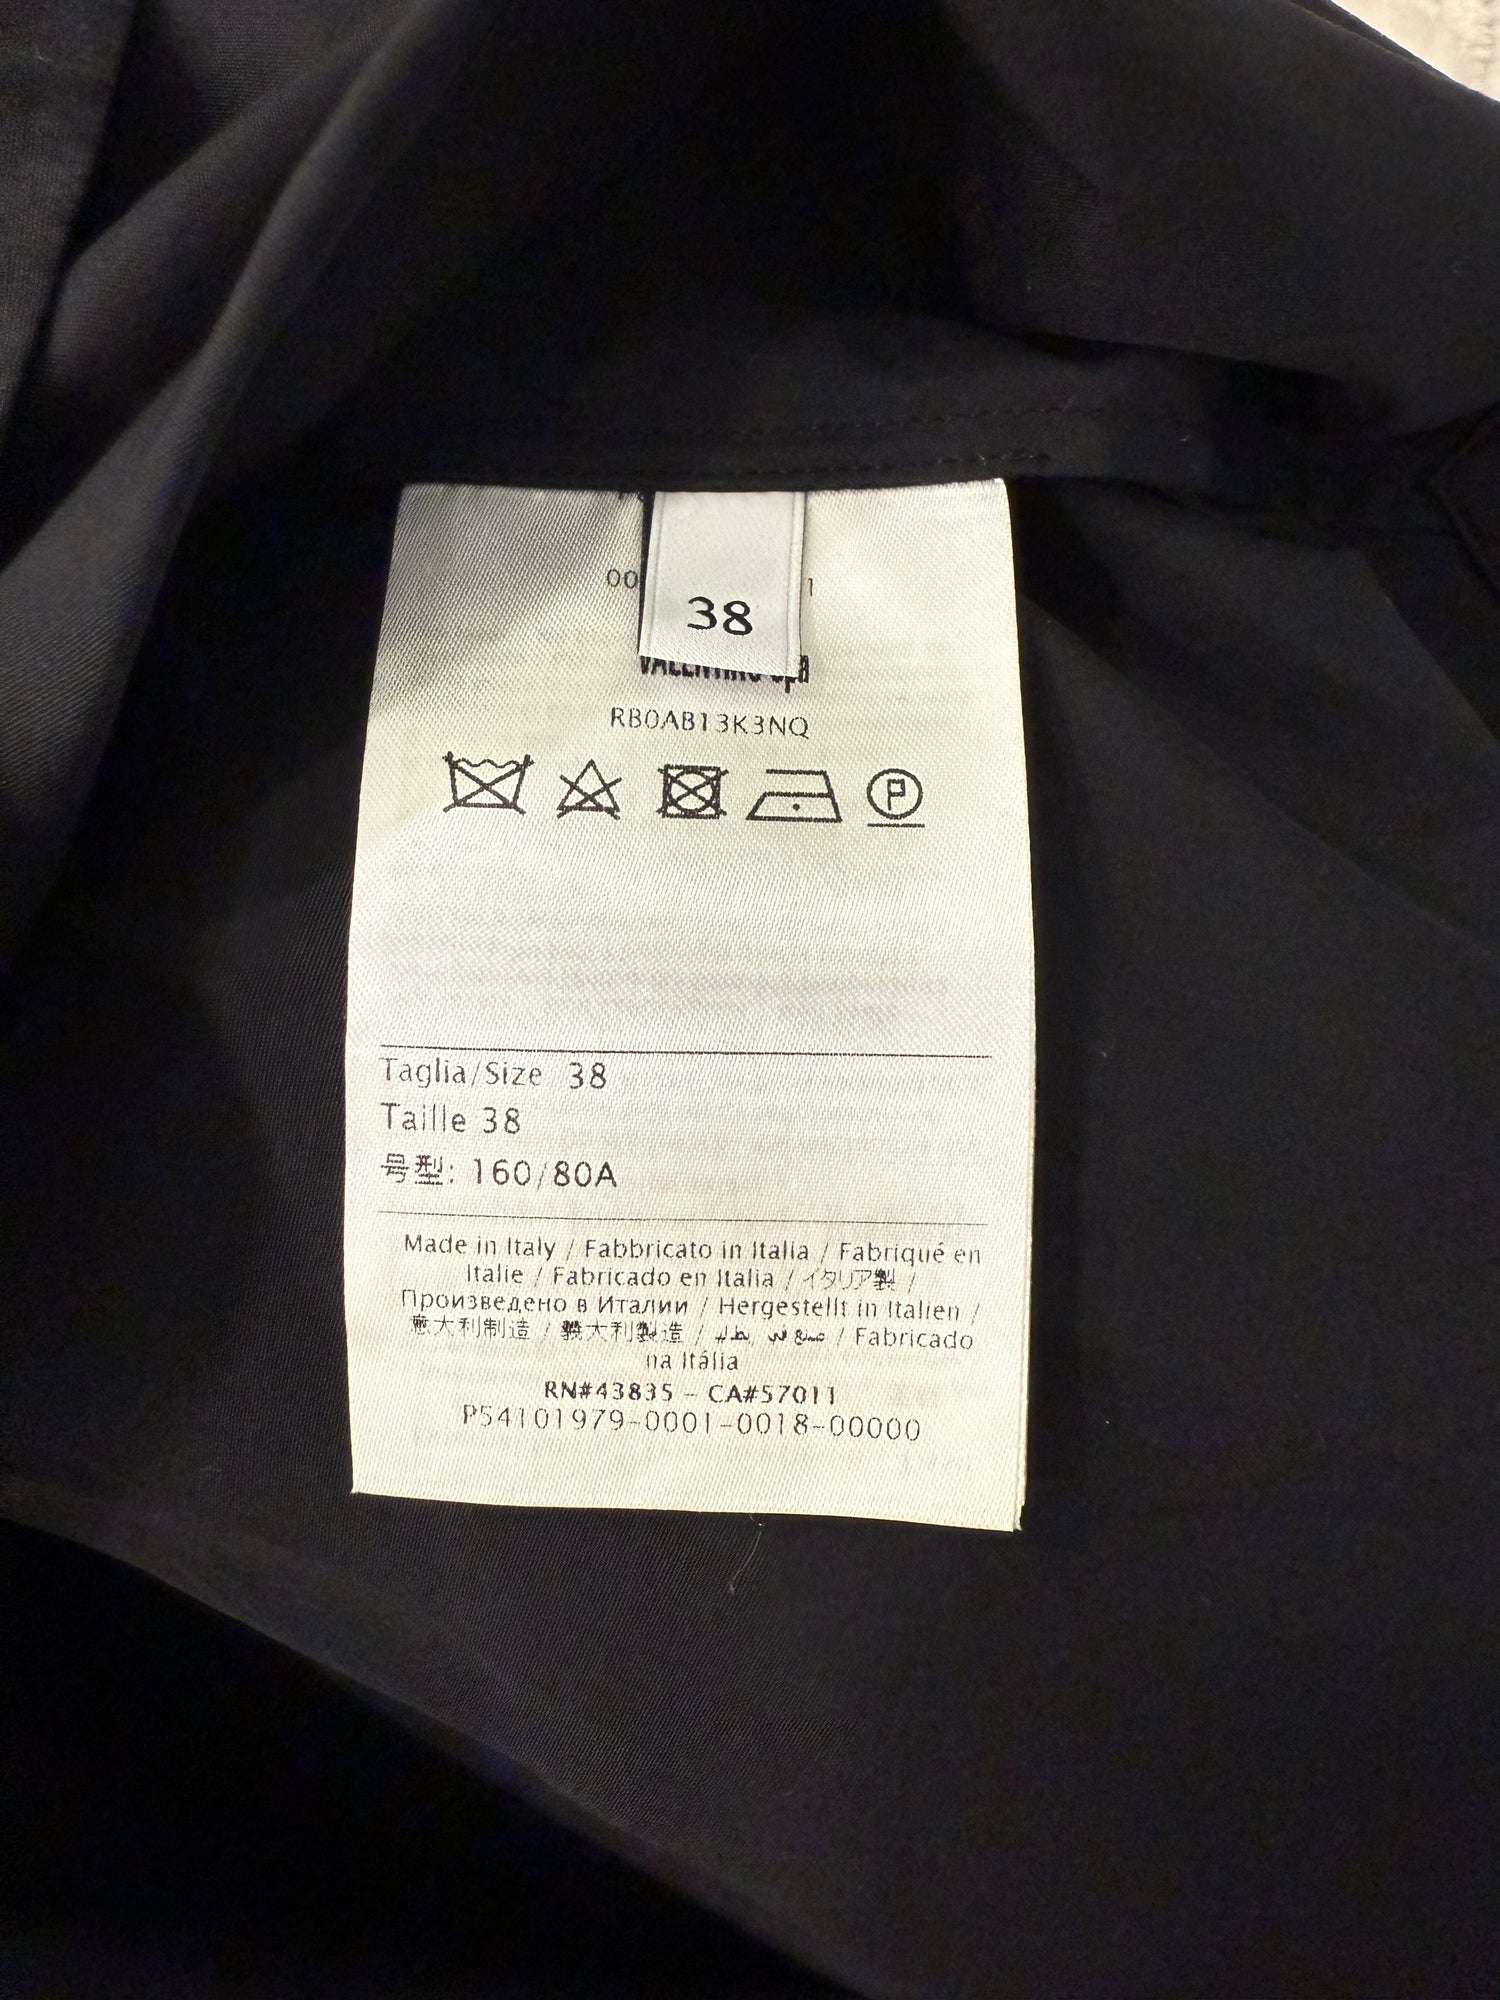 38
VALENTINO SpA
RB0AB13K3NQ
P
Taglia/Size 38
Taille 38
号型: 160/80A
Made in Italy / Fabbricato in Italia / Fabriqué en
Italie / Fabricado en Italia / イタリア製 /
Произведено в Италии / Hergestellt in Italien /
意大利制造 / 義大利製造 / صنع في إيطاليا / Fabricado
na Itália
RN#43835 - CA#57011
P54101979-0001-0018-00000